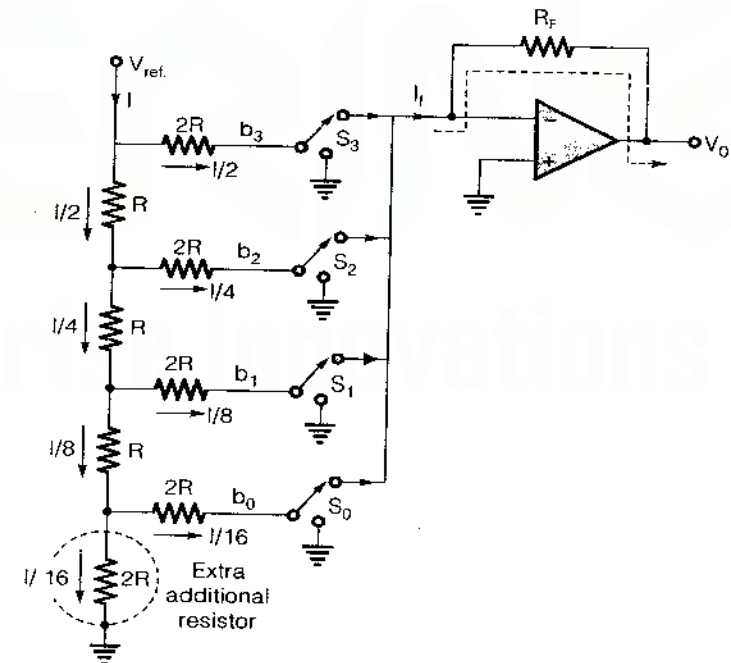 R_F
V_ref.
I
I_f
2R b_3 S_3
I/2
V_0
I/2 R
2R b_2 S_2
I/4
I/4 R
2R b_1 S_1
I/8
I/8 R
2R b_0 S_0
I/16
I/ 16 2R Extra
additional
resistor